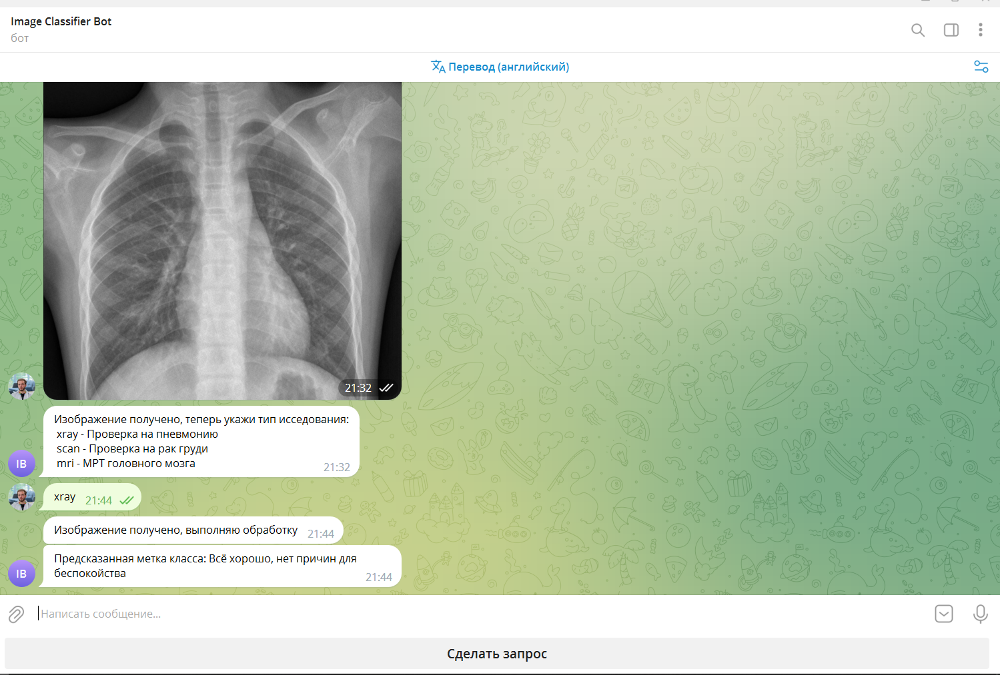 Image Classifier Bot
бот
Перевод (английский)
21:32
Изображение получено, теперь укажи тип исседования:
xray - Проверка на пневмонию
scan - Проверка на рак груди
mri - МРТ головного мозга
21:32
IB
xray 21:44
Изображение получено, выполняю обработку 21:44
Предсказанная метка класса: Всё хорошо, нет причин для
беспокойства
21:44
IB
Написать сообщение...
Сделать запрос